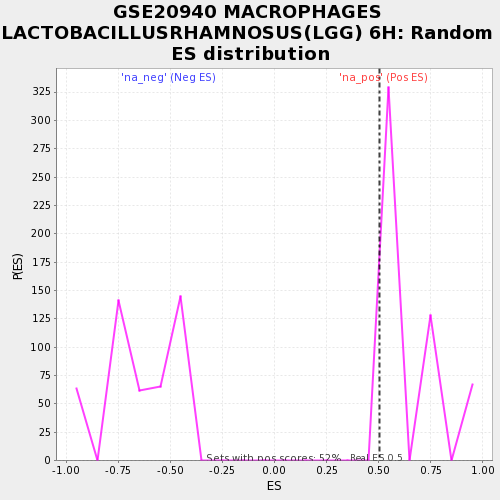 GSE20940 MACROPHAGES
LACTOBACILLUSRHAMNOSUS(LGG) 6H: Random
ES distribution
'na_neg' (Neg ES)
'na_pos' (Pos ES)
325
300
275
250
225
200
175
150
125
100
75
50
25
0
P(ES)
Sets with pos scores: 52%
Real ES 0.5
-1.00 -0.75 -0.50 -0.25 0.00 0.25 0.50 0.75 1.00
ES